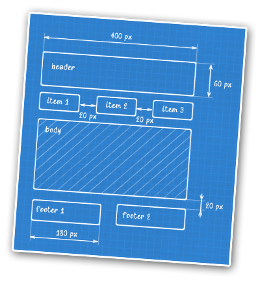 400 px
header
60 px
item 1
item 2
item 3
20 px
20 px
body
20 px
footer 1
footer 2
180 px